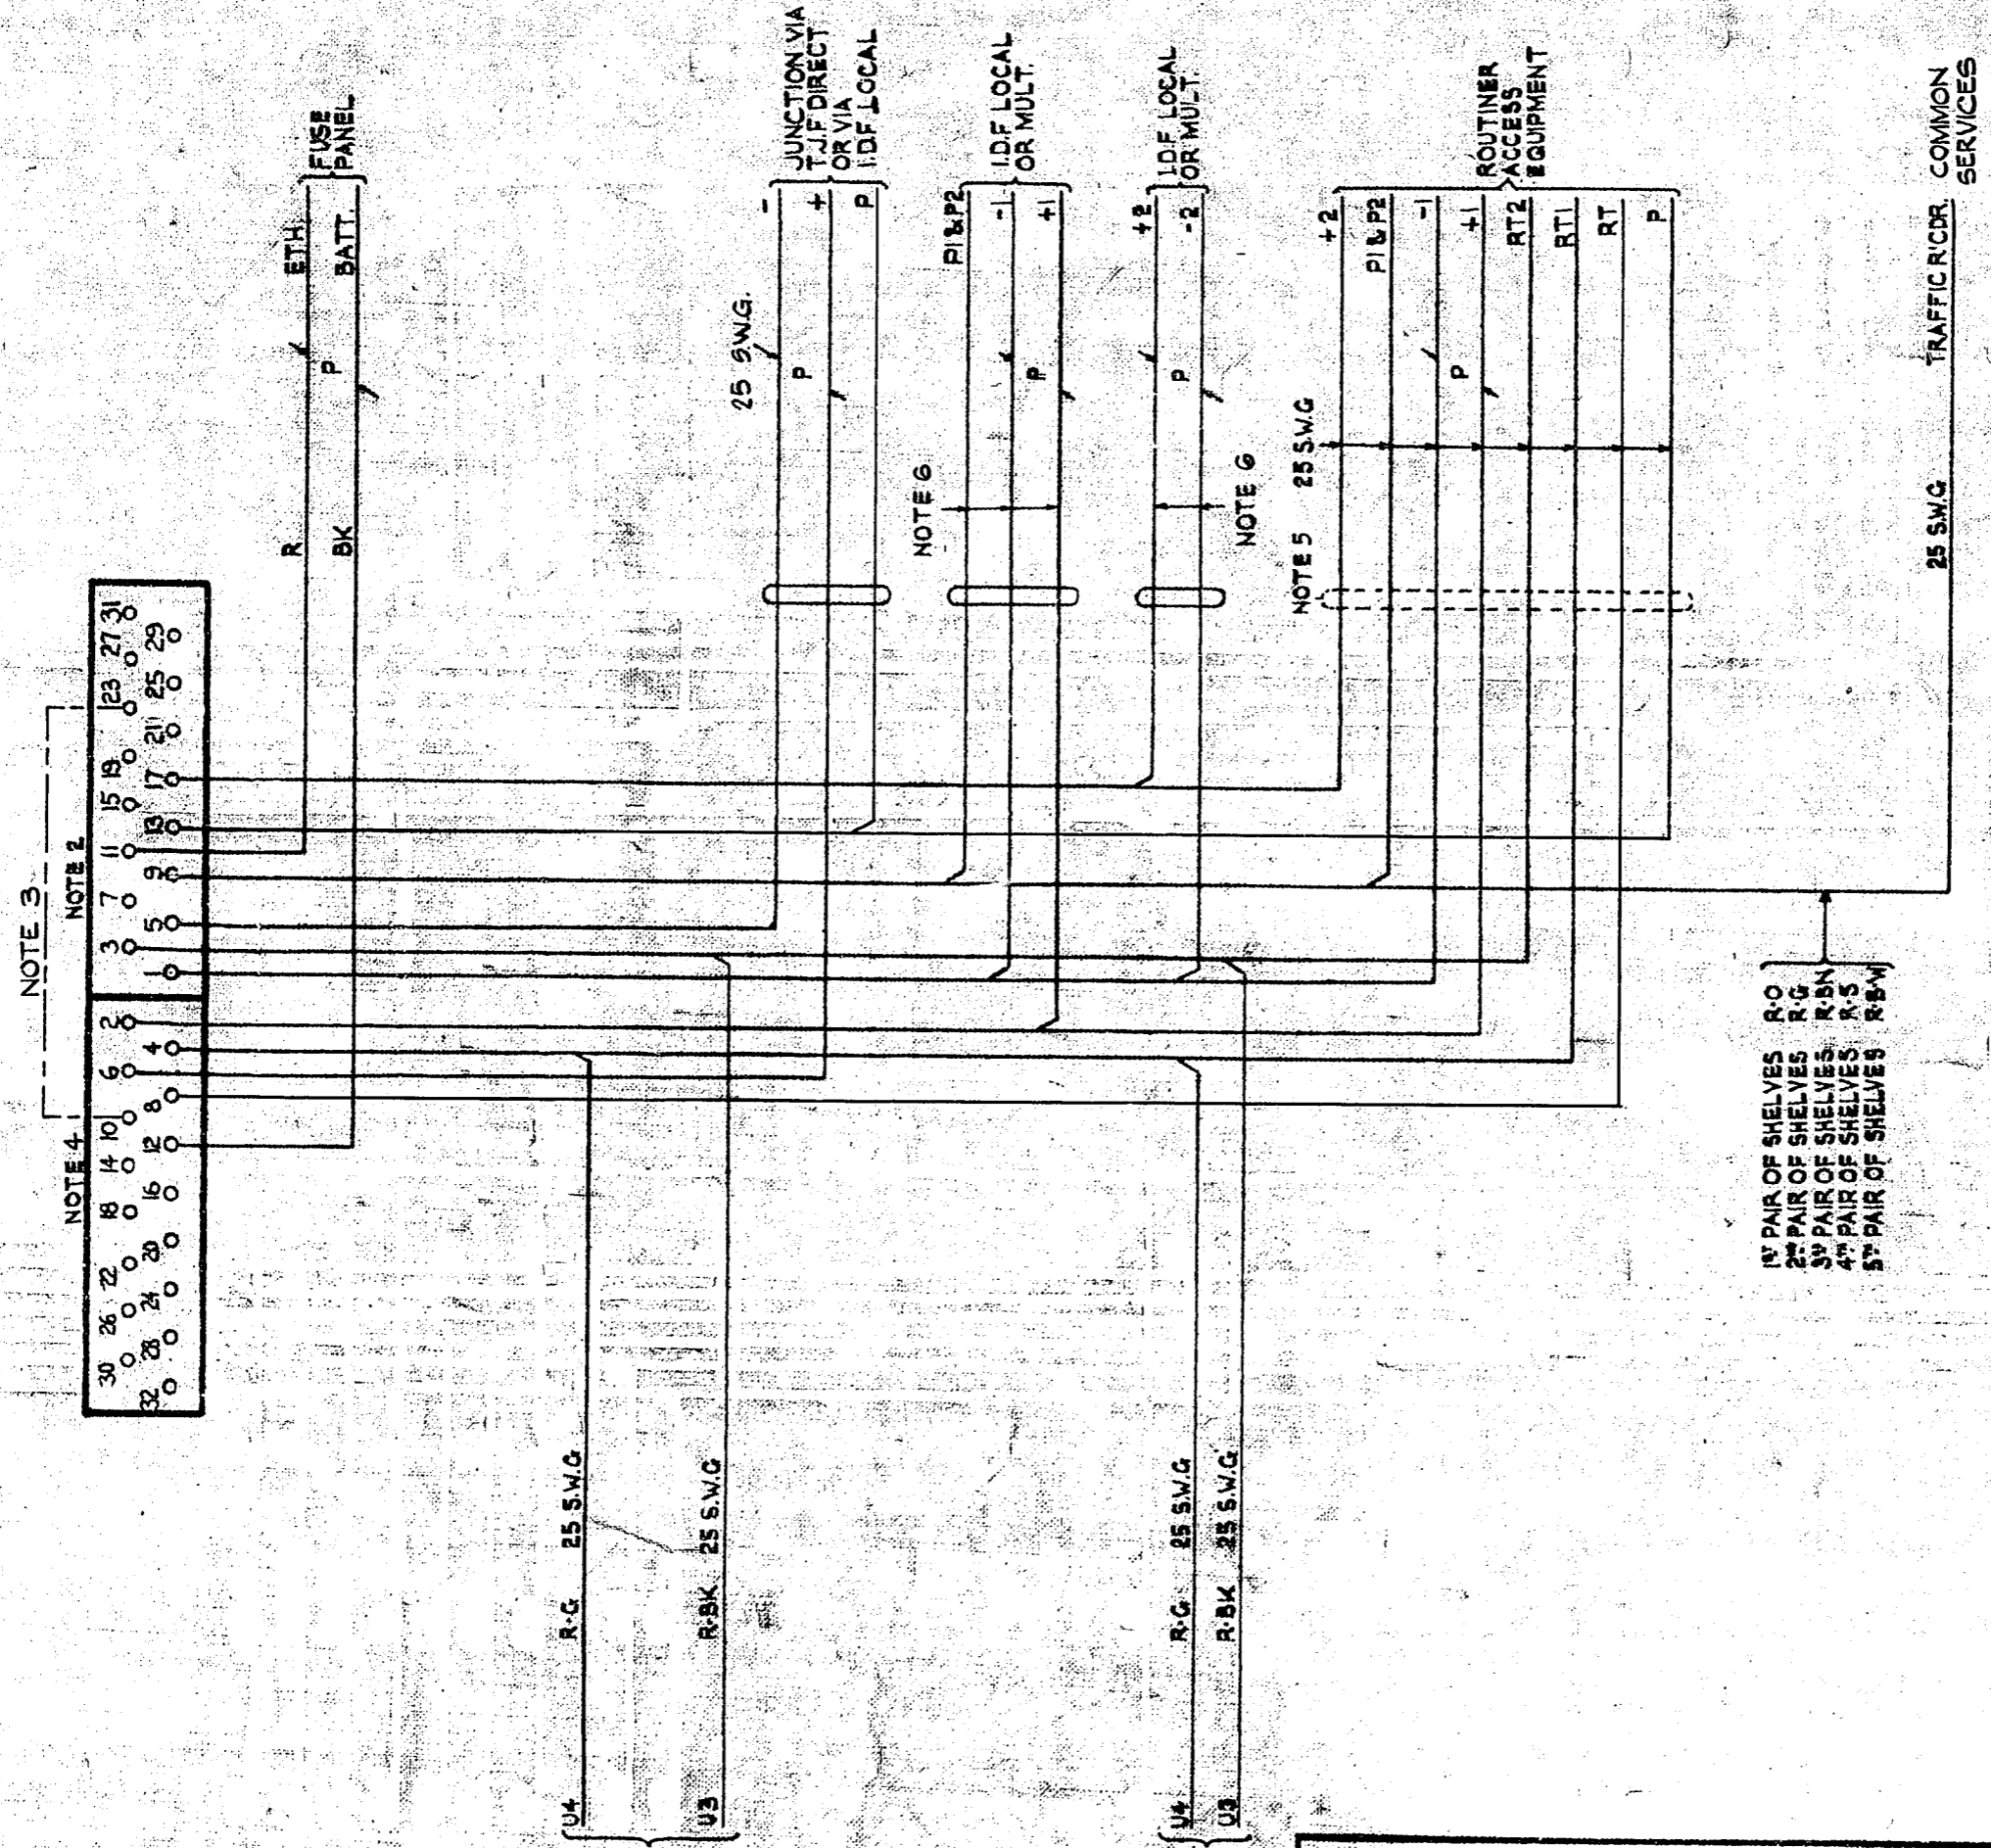 NOTE 3
NOTE 4
NOTE 2
30 26 22 18 14 10 6 2 1 3 7 11 15 19 23 27 31
32 28 24 20 16 12 8 4 5 9 13 17 21 25 29
R ETH.
P
BK BATT.
FUSE
PANEL
25 S.W.G.
-
P
+
P
JUNCTION VIA
T.J.F DIRECT
OR VIA
I.D.F LOCAL
NOTE 6
P1 & P2
-1
P
+1
I.D.F LOCAL
OR MULT.
+2
P
-2
NOTE 6
I.D.F LOCAL
OR MULT.
NOTE 5 25 S.W.G
+2
P1 & P2
-1
P
+1
RT2
RT1
RT
P
ROUTINER
ACCESS
EQUIPMENT
25 S.W.G TRAFFIC R'CDR.
COMMON
SERVICES
1ST PAIR OF SHELVES R·O
2ND PAIR OF SHELVES R·G
3RD PAIR OF SHELVES R·BN
4TH PAIR OF SHELVES R·S
5TH PAIR OF SHELVES R·BW
U4 R·G 25 S.W.G
U3 R·BK 25 S.W.G
U4 R·G 25 S.W.G
U3 R·BK 25 S.W.G